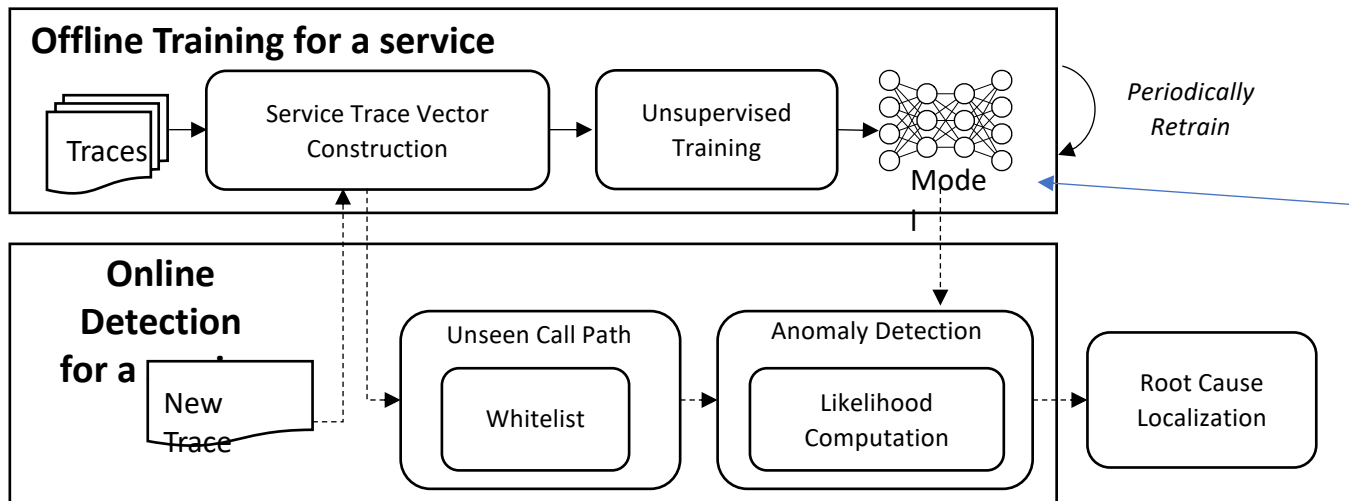 Offline Training for a service
Traces
Service Trace Vector
Construction
Unsupervised
Training
Mode
l
Periodically
Retrain
Online
Detection
for a
New
Trace
Unseen Call Path
Whitelist
Anomaly Detection
Likelihood
Computation
Root Cause
Localization